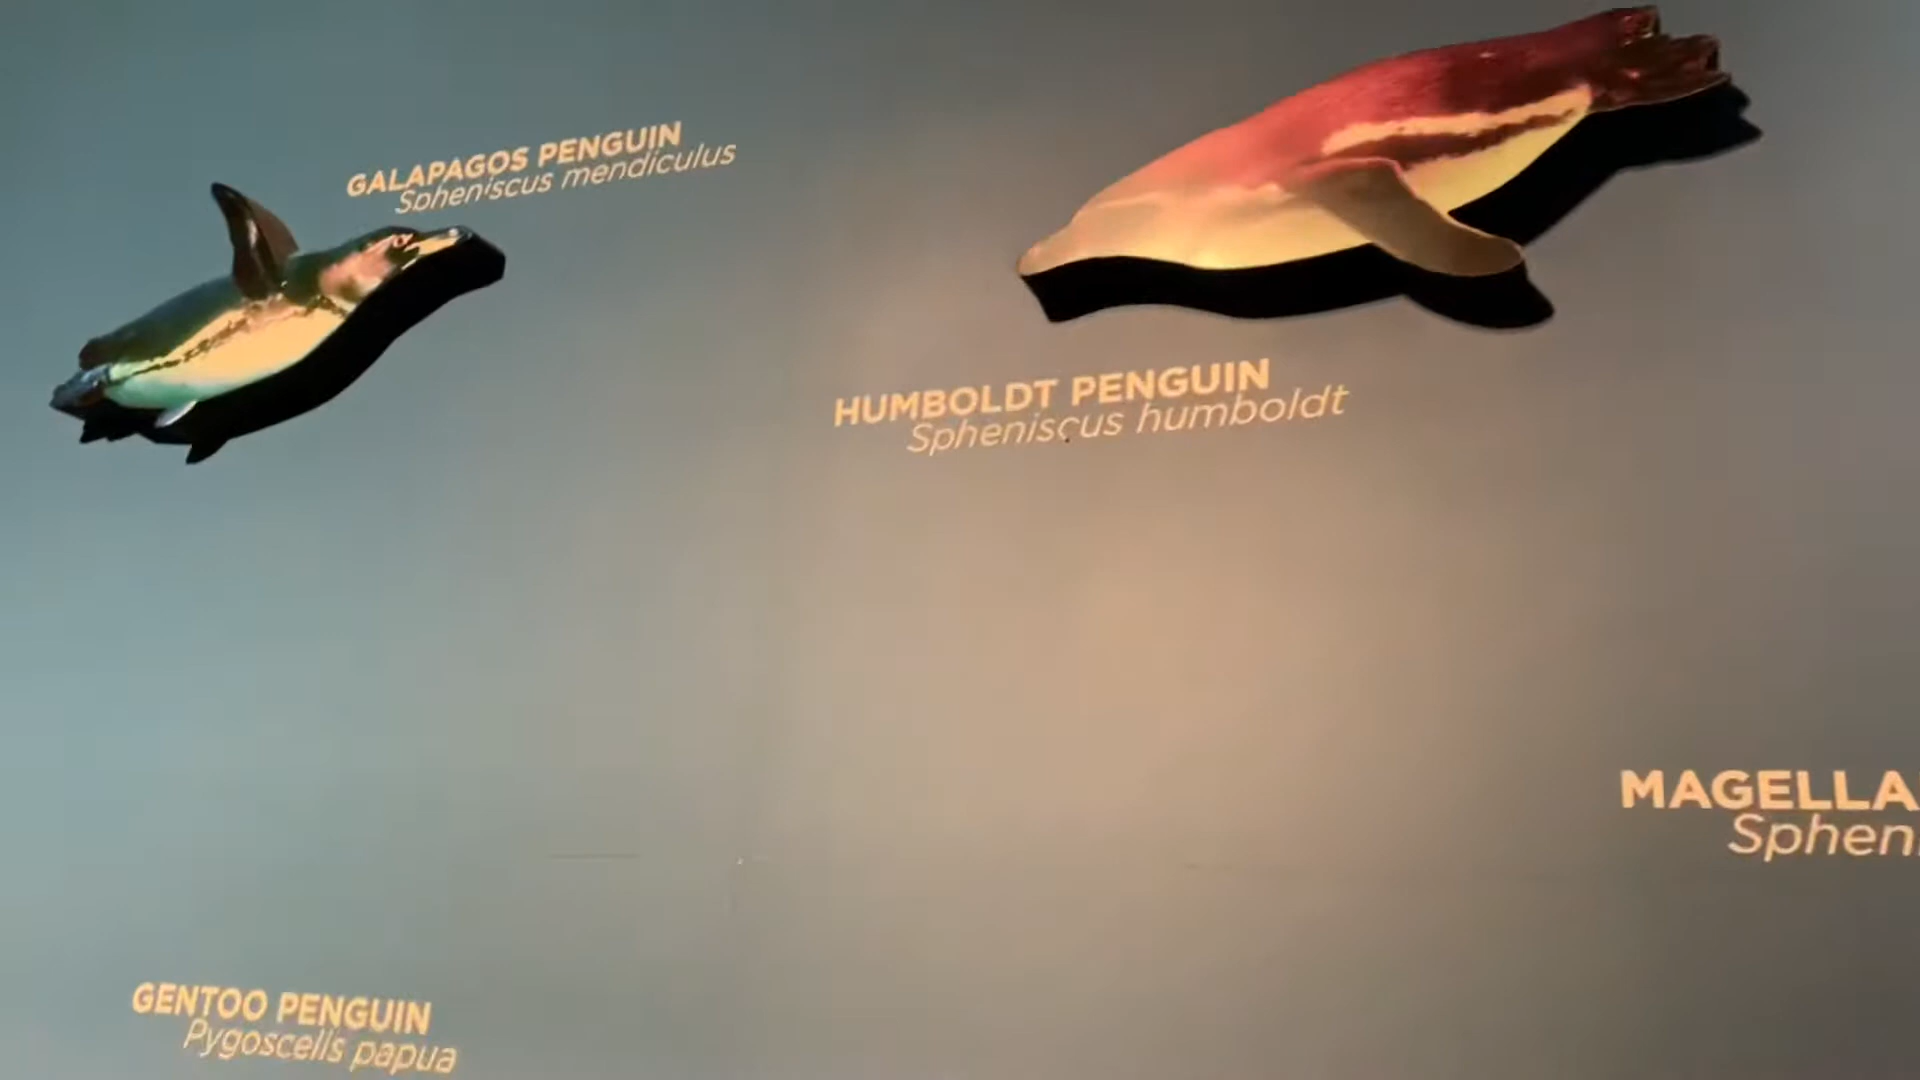 GALAPAGOS PENGUIN
Spheniscus mendiculus
HUMBOLDT PENGUIN
Spheniscus humboldt
MAGELLA
Sphen
GENTOO PENGUIN
Pygoscelis papua